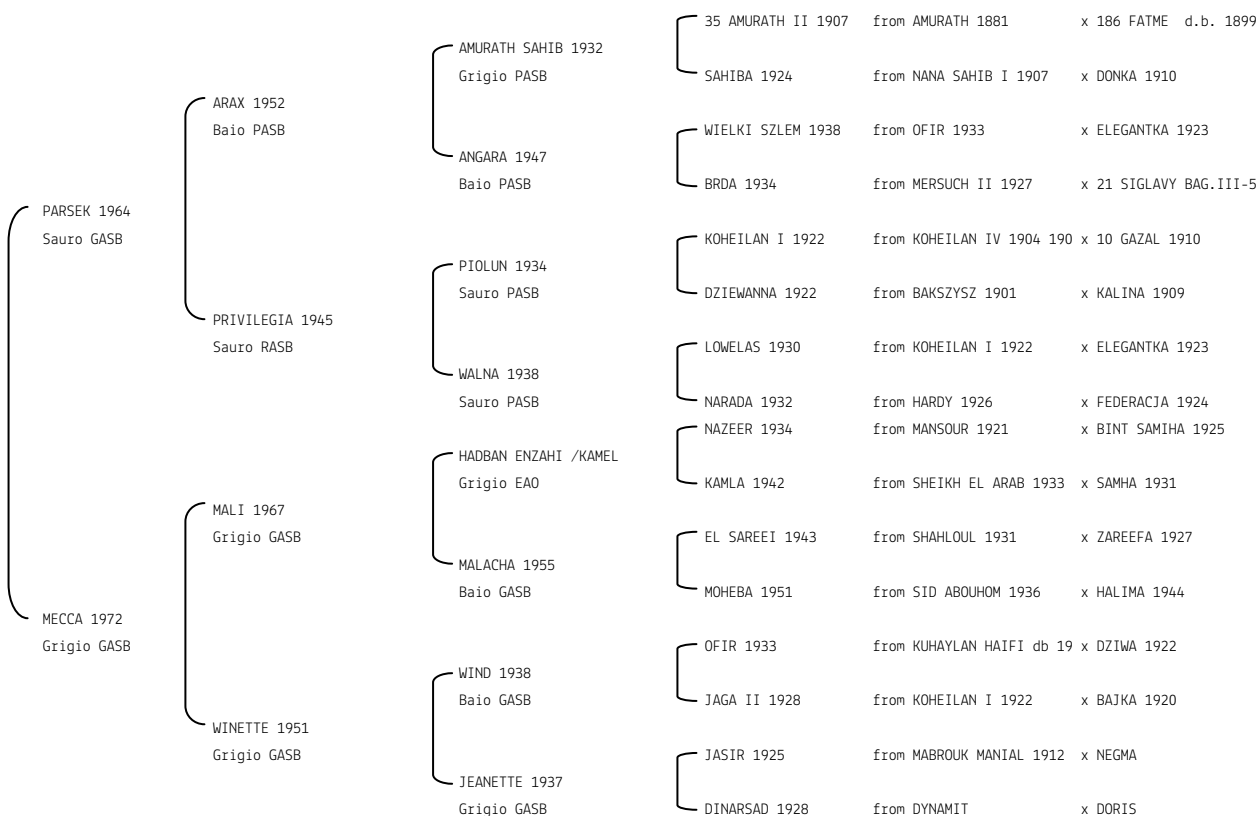 35 AMURATH II 1907 from AMURATH 1881 x 186 FATME d.b. 1899
AMURATH SAHIB 1932
Grigio PASB SAHIBA 1924 from NANA SAHIB I 1907 x DONKA 1910
ARAX 1952
Baio PASB WIELKI SZLEM 1938 from OFIR 1933 x ELEGANTKA 1923
ANGARA 1947
Baio PASB BRDA 1934 from MERSUCH II 1927 x 21 SIGLAVY BAG.III-5
PARSEK 1964
Sauro GASB KOHEILAN I 1922 from KOHEILAN IV 1904 190 x 10 GAZAL 1910
PIOLUN 1934
Sauro PASB DZIEWANNA 1922 from BAKSZYSZ 1901 x KALINA 1909
PRIVILEGIA 1945
Sauro RASB LOWELAS 1930 from KOHEILAN I 1922 x ELEGANTKA 1923
WALNA 1938
Sauro PASB NARADA 1932 from HARDY 1926 x FEDERACJA 1924
NAZEER 1934 from MANSOUR 1921 x BINT SAMIHA 1925
HADBAN ENZAHI /KAMEL
Grigio EAO KAMLA 1942 from SHEIKH EL ARAB 1933 x SAMHA 1931
MALI 1967
Grigio GASB EL SAREEI 1943 from SHAHLOUL 1931 x ZAREEFA 1927
MALACHA 1955
Baio GASB MOHEBA 1951 from SID ABOUHOM 1936 x HALIMA 1944
MECCA 1972
Grigio GASB OFIR 1933 from KUHAYLAN HAIFI db 19 x DZIWA 1922
WIND 1938
Baio GASB JAGA II 1928 from KOHEILAN I 1922 x BAJKA 1920
WINETTE 1951
Grigio GASB JASIR 1925 from MABROUK MANIAL 1912 x NEGMA
JEANETTE 1937
Grigio GASB DINARSAD 1928 from DYNAMIT x DORIS